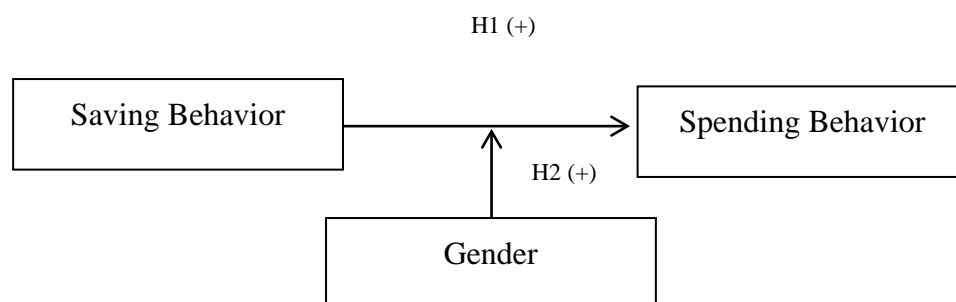 H1 (+)
Saving Behavior
Spending Behavior
H2 (+)
Gender